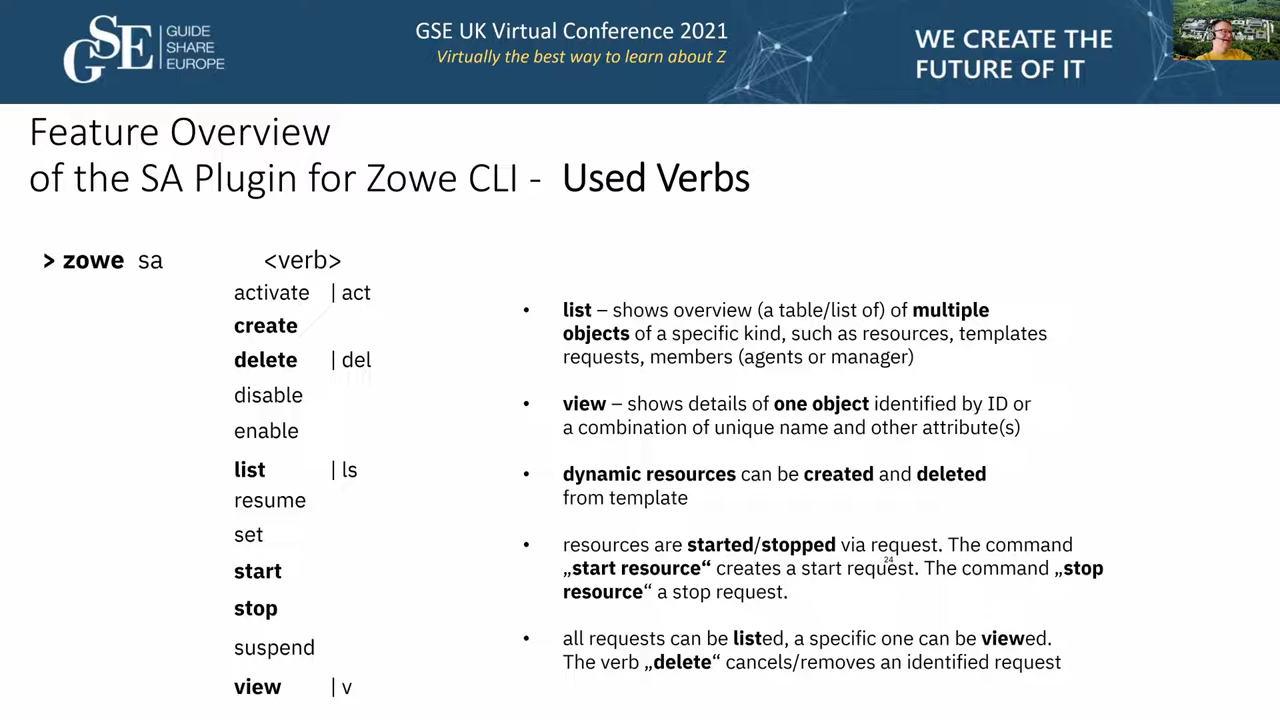 GSE
GUIDE
SHARE
EUROPE
GSE UK Virtual Conference 2021
Virtually the best way to learn about Z
WE CREATE THE
FUTURE OF IT
Feature Overview
of the SA Plugin for Zowe CLI - Used Verbs
> zowe sa <verb>
activate | act
create
delete | del
disable
enable
list | ls
resume
set
start
stop
suspend
view | v
• list – shows overview (a table/list of) of multiple
objects of a specific kind, such as resources, templates
requests, members (agents or manager)
• view – shows details of one object identified by ID or
a combination of unique name and other attribute(s)
• dynamic resources can be created and deleted
from template
• resources are started/stopped via request. The command
„start resource“ creates a start request. The command „stop
resource“ a stop request.
24
• all requests can be listed, a specific one can be viewed.
The verb „delete“ cancels/removes an identified request